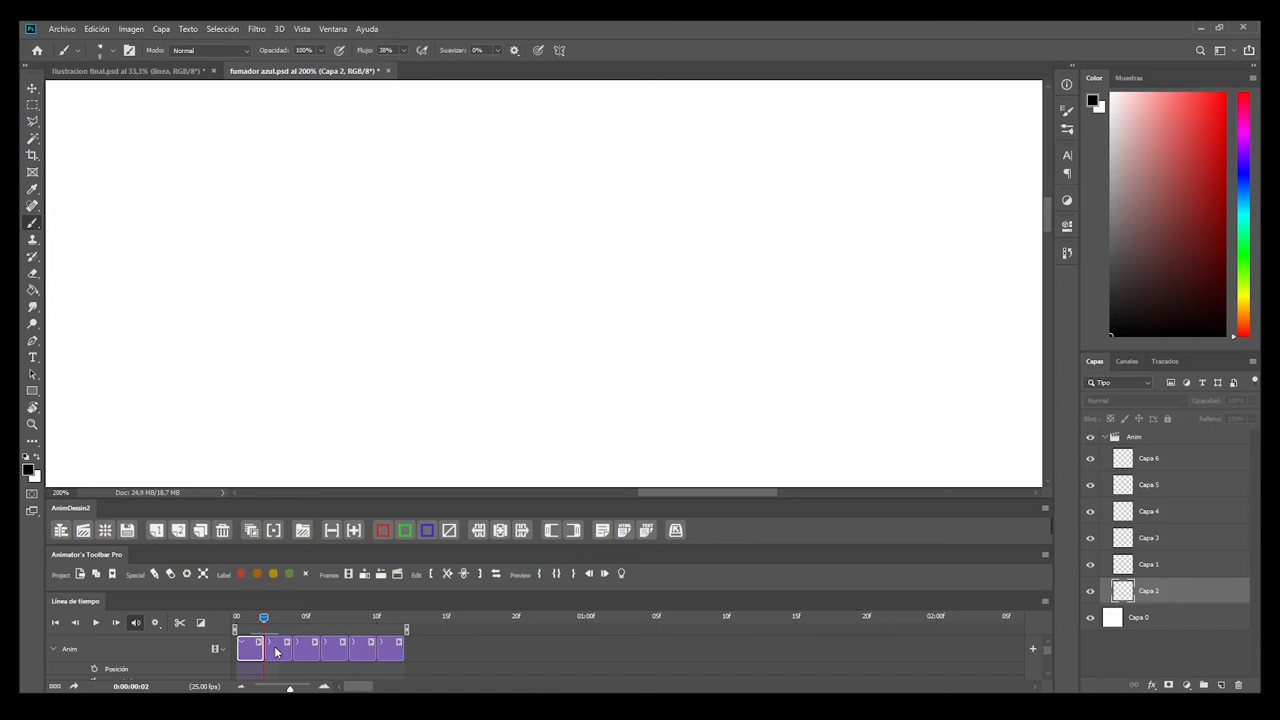 Ps Archivo Edición Imagen Capa Texto Selección Filtro 3D Vista Ventana Ayuda
8 Modo: Normal Opacidad: 100% Flujo: 38% Suavizar: 0%
Ilustracion final.psd al 33,3% (línea, RGB/8*) * × fumador azul.psd al 200% (Capa 2, RGB/8*) * ×
Color Muestras
Capas Canales Trazados
Tipo
Normal Opacidad: 100%
Bloq.: Relleno: 100%
Anim
Capa 6
Capa 5
Capa 4
Capa 3
Capa 1
Capa 2
Capa 0
200% Doc: 24,9 MB/18,7 MB
AnimDessin2
Animator's Toolbar Pro
Project Special Label Frames Edit Preview
Línea de tiempo
00 05f 10f 15f 20f 01:00f 05f 10f 15f 20f 02:00f 05f
Anim
Posición
0:00:00:02 (25.00 fps)